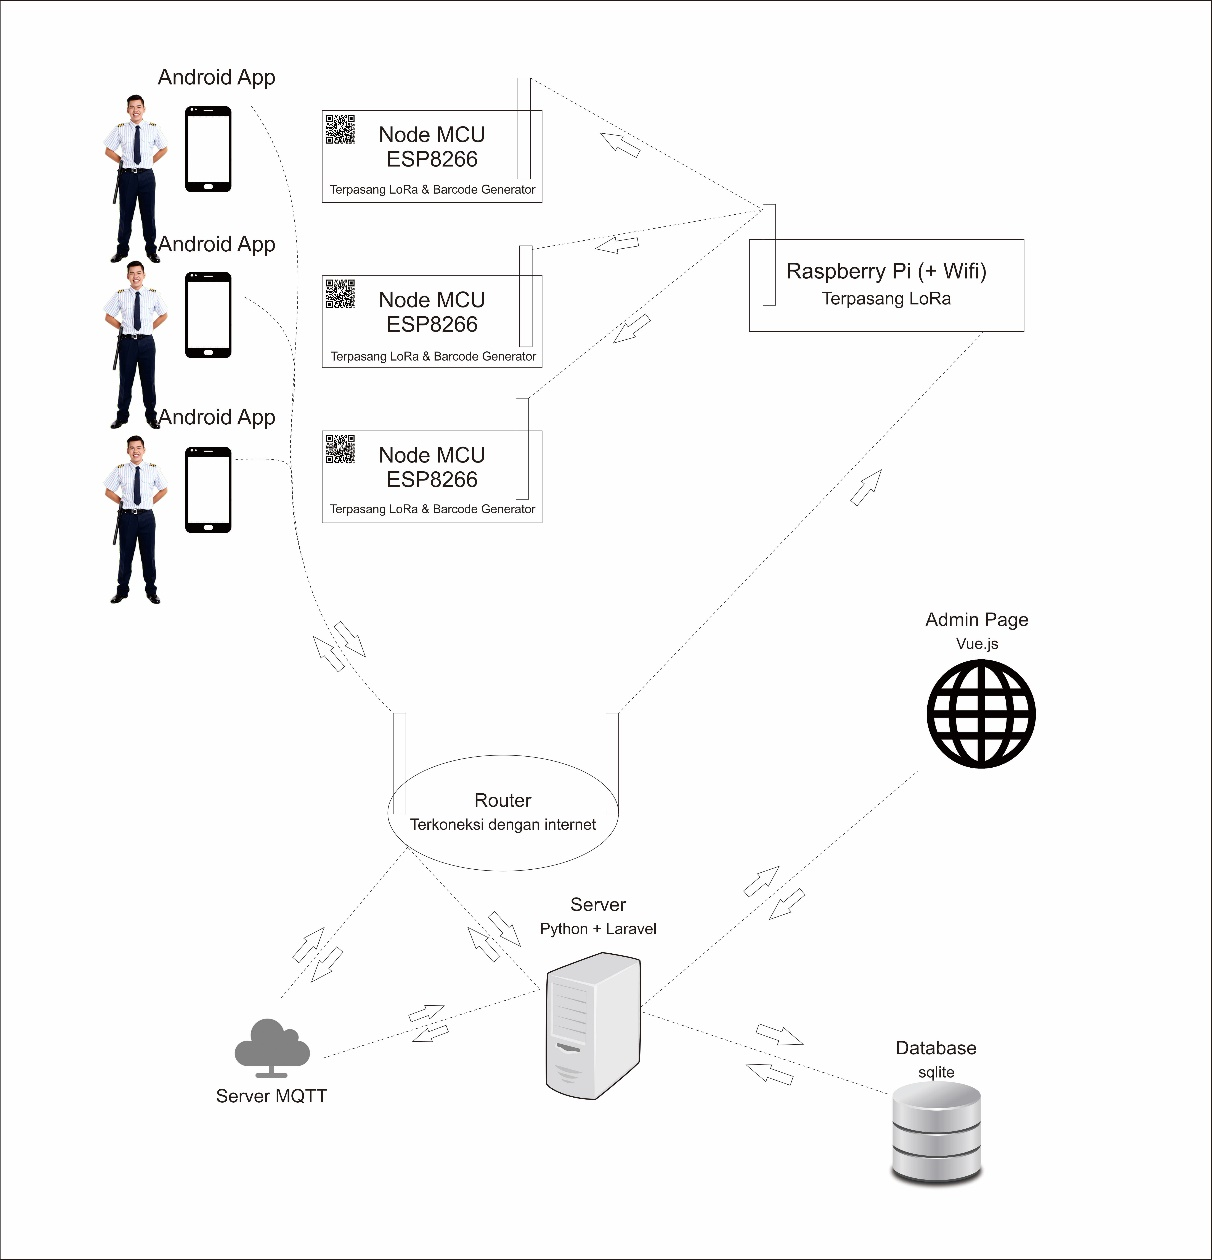 Android App
Node MCU
ESP8266
Terpasang LoRa & Barcode Generator
Android App
Node MCU
ESP8266
Terpasang LoRa & Barcode Generator
Raspberry Pi (+ Wifi)
Terpasang LoRa
Android App
Node MCU
ESP8266
Terpasang LoRa & Barcode Generator
Admin Page
Vue.js
Router
Terkoneksi dengan internet
Server
Python + Laravel
Server MQTT
Database
sqlite